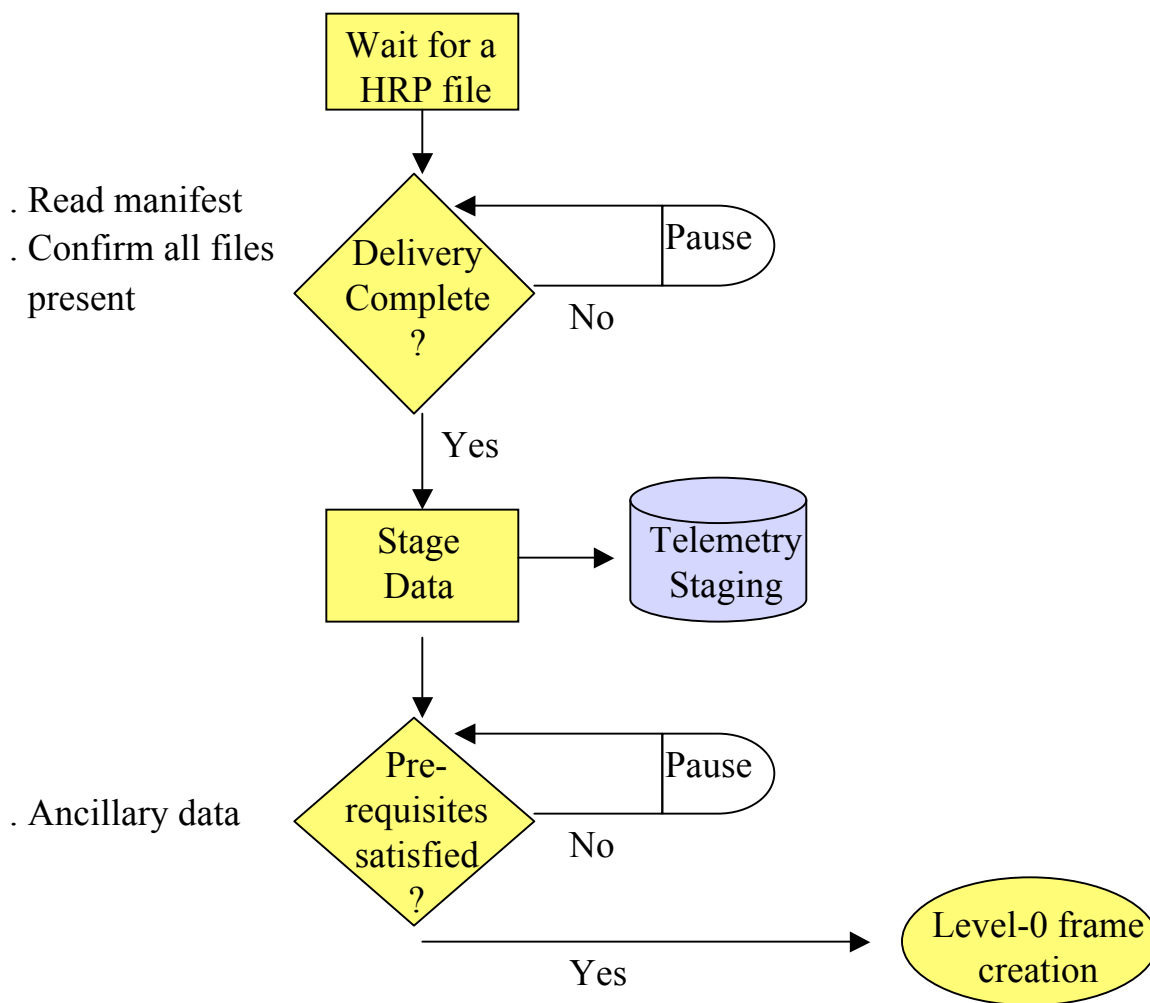 Wait for a
HRP file
. Read manifest
. Confirm all files
present
Delivery
Complete
?
Pause
No
Yes
Stage
Data
Telemetry
Staging
. Ancillary data
Pre-
requisites
satisfied
?
Pause
No
Yes
Level-0 frame
creation